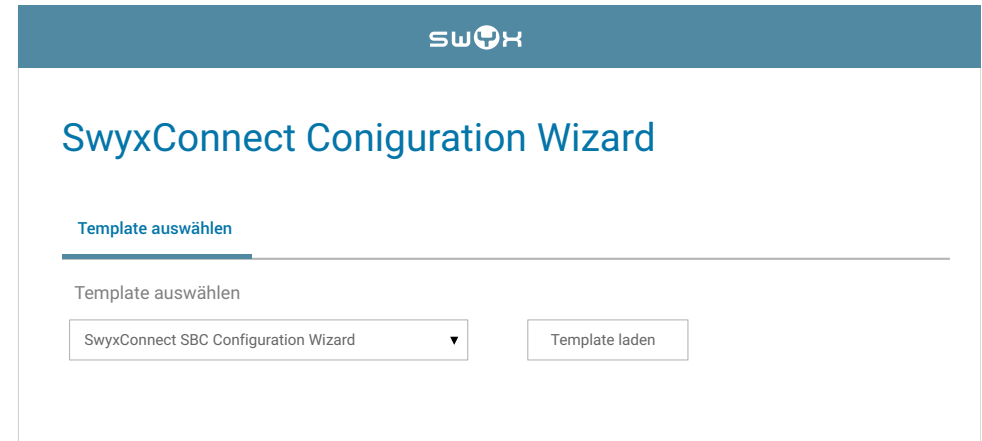 swyx
SwyxConnect Coniguration Wizard
Template auswählen
Template auswählen
SwyxConnect SBC Configuration Wizard
Template laden